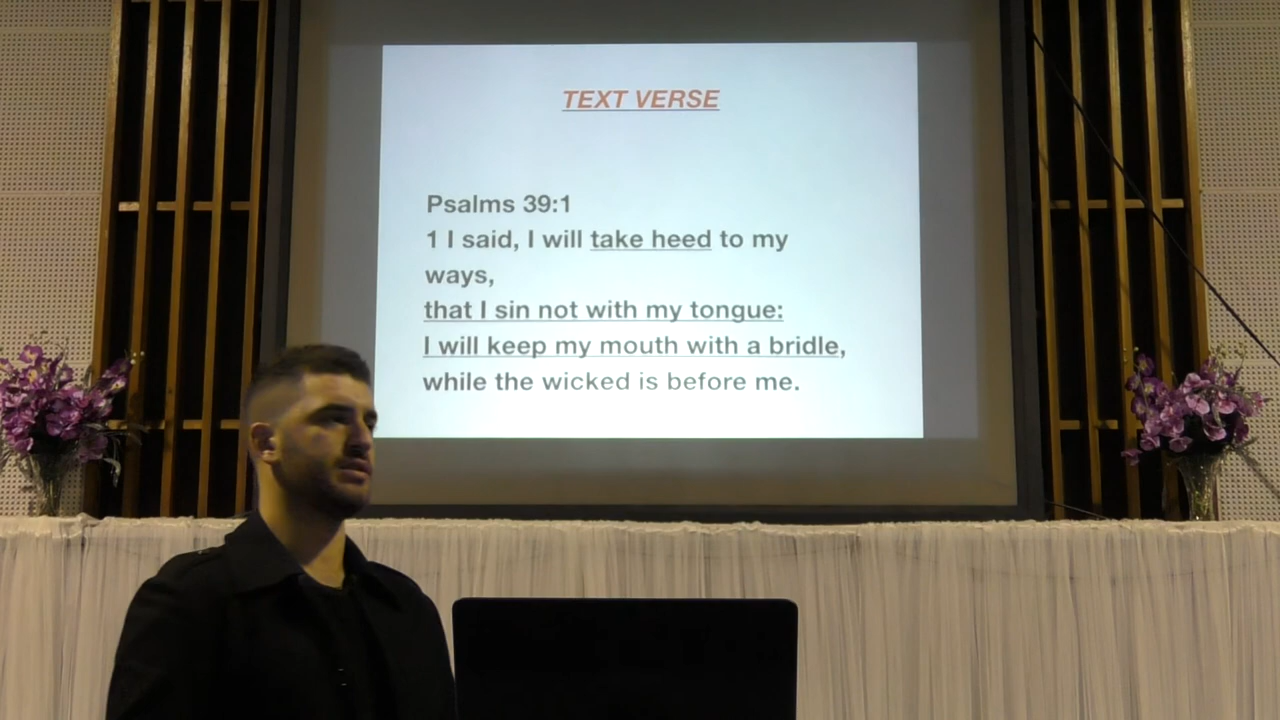 TEXT VERSE
Psalms 39:1
1 I said, I will take heed to my
ways,
that I sin not with my tongue:
I will keep my mouth with a bridle,
while the wicked is before me.